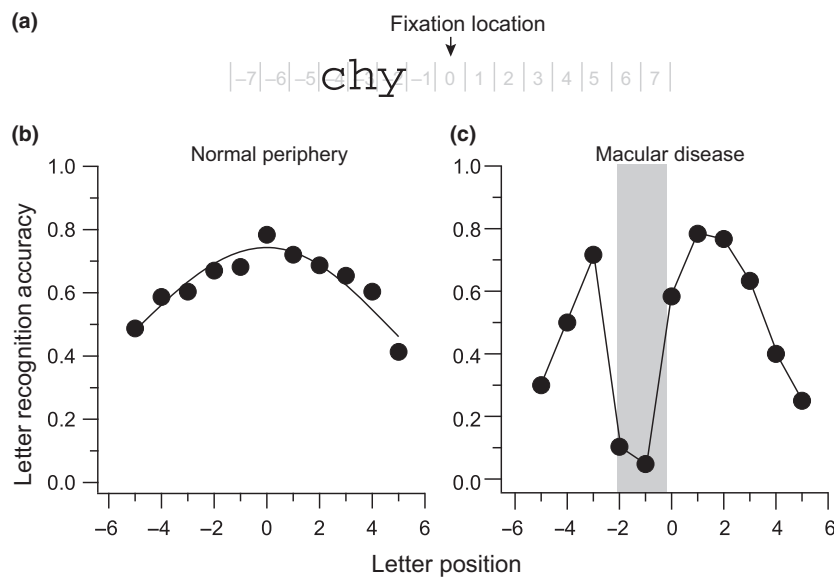 (a)
Fixation location
–7 –6 –5 –4 –3 –2 –1 0 1 2 3 4 5 6 7
chy
(b)
Normal periphery
(c)
Macular disease
Letter recognition accuracy
1.0
0.8
0.6
0.4
0.2
0.0
1.0
0.8
0.6
0.4
0.2
0.0
–6 –4 –2 0 2 4 6
–6 –4 –2 0 2 4 6
Letter position